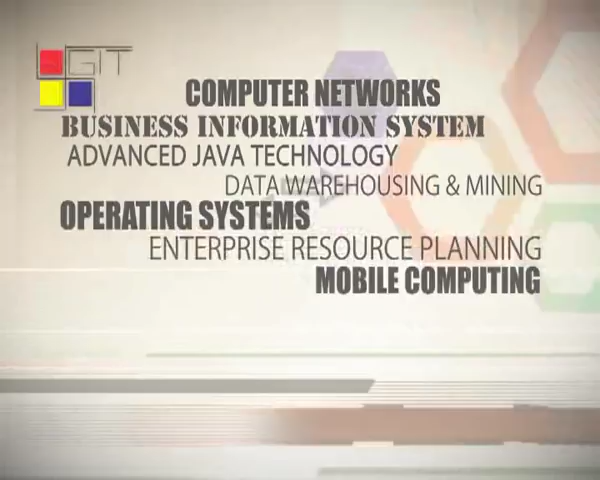 GIT
COMPUTER NETWORKS
BUSINESS INFORMATION SYSTEM
ADVANCED JAVA TECHNOLOGY
DATA WAREHOUSING & MINING
OPERATING SYSTEMS
ENTERPRISE RESOURCE PLANNING
MOBILE COMPUTING